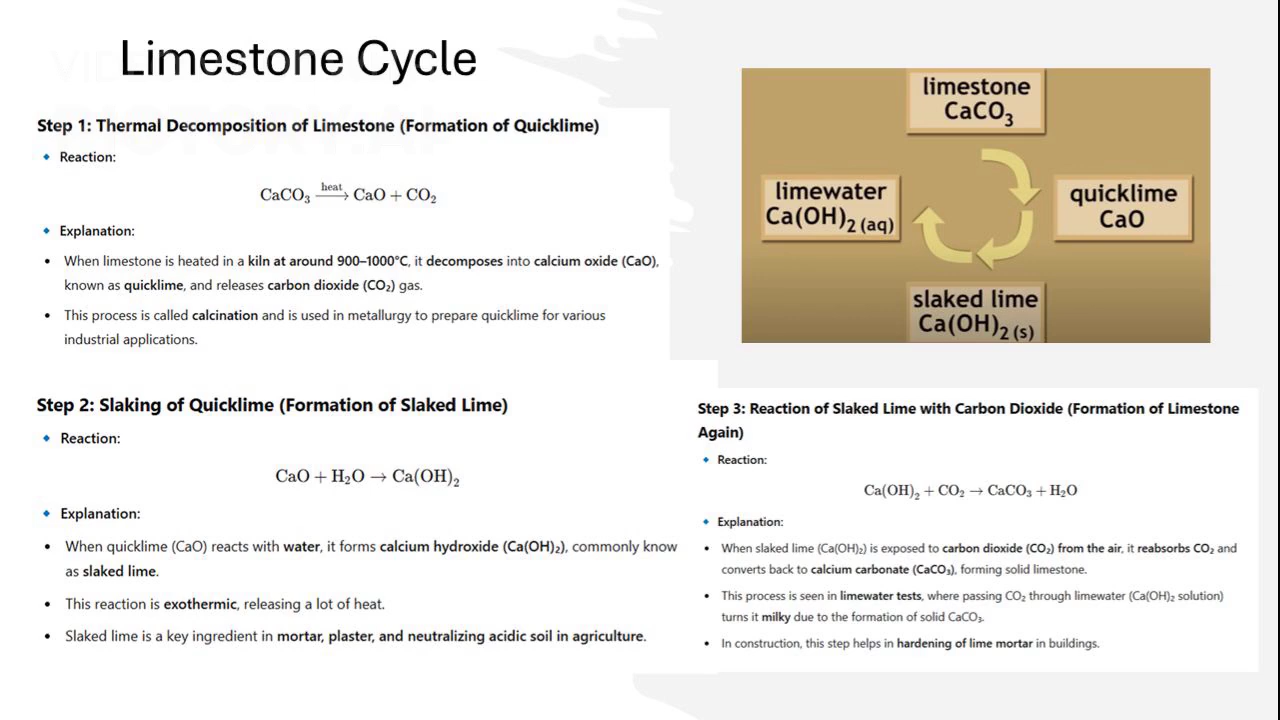 Limestone Cycle
Step 1: Thermal Decomposition of Limestone (Formation of Quicklime)
Reaction:
CaCO₃ —heat→ CaO + CO₂
Explanation:
• When limestone is heated in a kiln at around 900–1000°C, it decomposes into calcium oxide (CaO),
known as quicklime, and releases carbon dioxide (CO₂) gas.
• This process is called calcination and is used in metallurgy to prepare quicklime for various
industrial applications.
limestone
CaCO₃
limewater
Ca(OH)₂ (aq)
quicklime
CaO
slaked lime
Ca(OH)₂ (s)
Step 2: Slaking of Quicklime (Formation of Slaked Lime)
Reaction:
CaO + H₂O → Ca(OH)₂
Explanation:
• When quicklime (CaO) reacts with water, it forms calcium hydroxide (Ca(OH)₂), commonly know
as slaked lime.
• This reaction is exothermic, releasing a lot of heat.
• Slaked lime is a key ingredient in mortar, plaster, and neutralizing acidic soil in agriculture.
Step 3: Reaction of Slaked Lime with Carbon Dioxide (Formation of Limestone
Again)
Reaction:
Ca(OH)₂ + CO₂ → CaCO₃ + H₂O
Explanation:
• When slaked lime (Ca(OH)₂) is exposed to carbon dioxide (CO₂) from the air, it reabsorbs CO₂ and
converts back to calcium carbonate (CaCO₃), forming solid limestone.
• This process is seen in limewater tests, where passing CO₂ through limewater (Ca(OH)₂ solution)
turns it milky due to the formation of solid CaCO₃.
• In construction, this step helps in hardening of lime mortar in buildings.